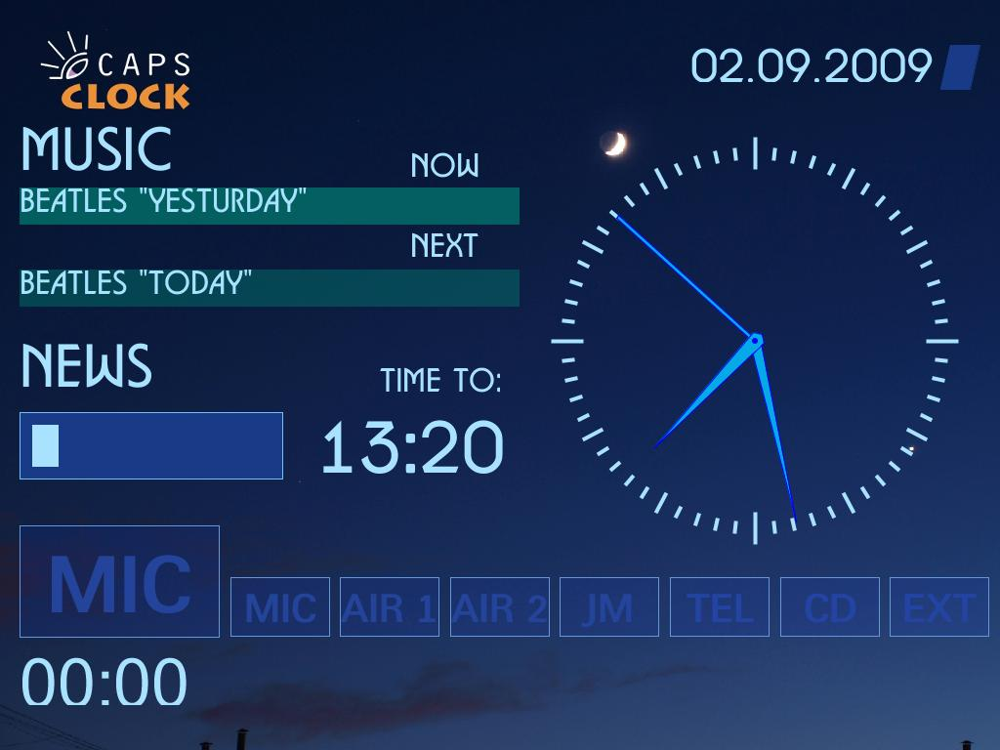 CAPS
CLOCK
02.09.2009
MUSIC
NOW
BEATLES "YESTURDAY"
NEXT
BEATLES "TODAY"
NEWS
TIME TO:
13:20
MIC
MIC AIR 1 AIR 2 JM TEL CD EXT
00:00